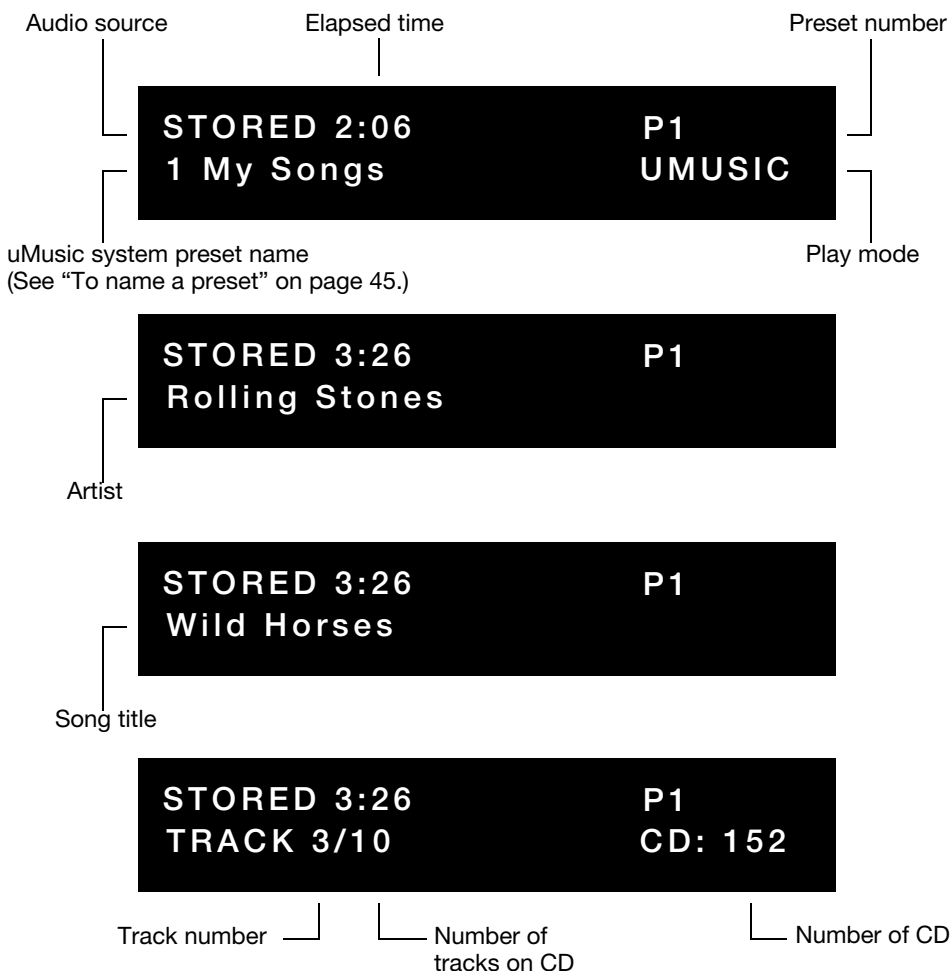 Audio source Elapsed time Preset number
STORED 2:06 P1
1 My Songs UMUSIC
uMusic system preset name Play mode
(See “To name a preset” on page 45.)
STORED 3:26 P1
Rolling Stones
Artist
STORED 3:26 P1
Wild Horses
Song title
STORED 3:26 P1
TRACK 3/10 CD: 152
Track number Number of Number of CD
tracks on CD